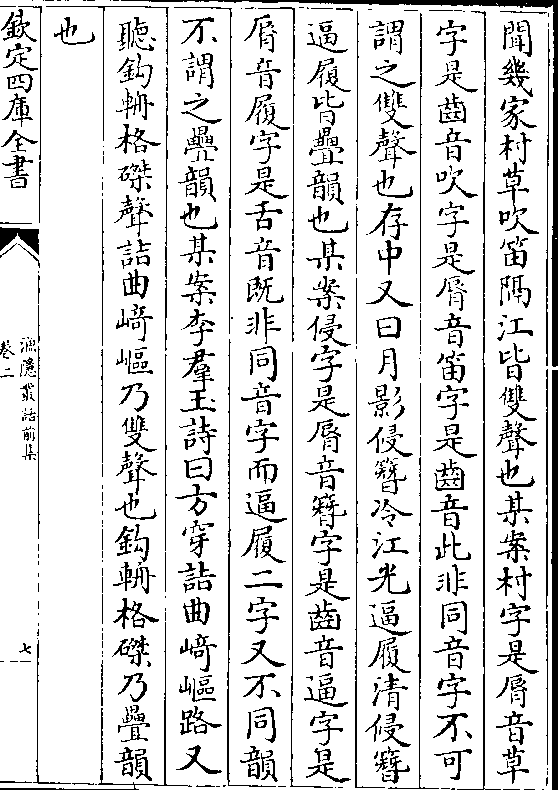 聞幾家村草吹笛隔江皆雙聲也某案村字是脣音草
字是齒音吹字是脣音笛字是齒音此非同音字不可
謂之雙聲也存中又曰月影侵簪冷江光逼履清侵簪
逼履皆疊韻也某案侵字是脣音簪字是齒音逼字是
脣音履字是舌音既非同音字而逼履二字又不同韻
不謂之疊韻也某案李羣玉詩曰方穿詰曲崎嶇路又
聽鈎輈格磔聲詰曲崎嶇乃雙聲也鈎輈格磔乃疊韻
也
欽定四庫全書
漁隱叢話前集
卷二
七